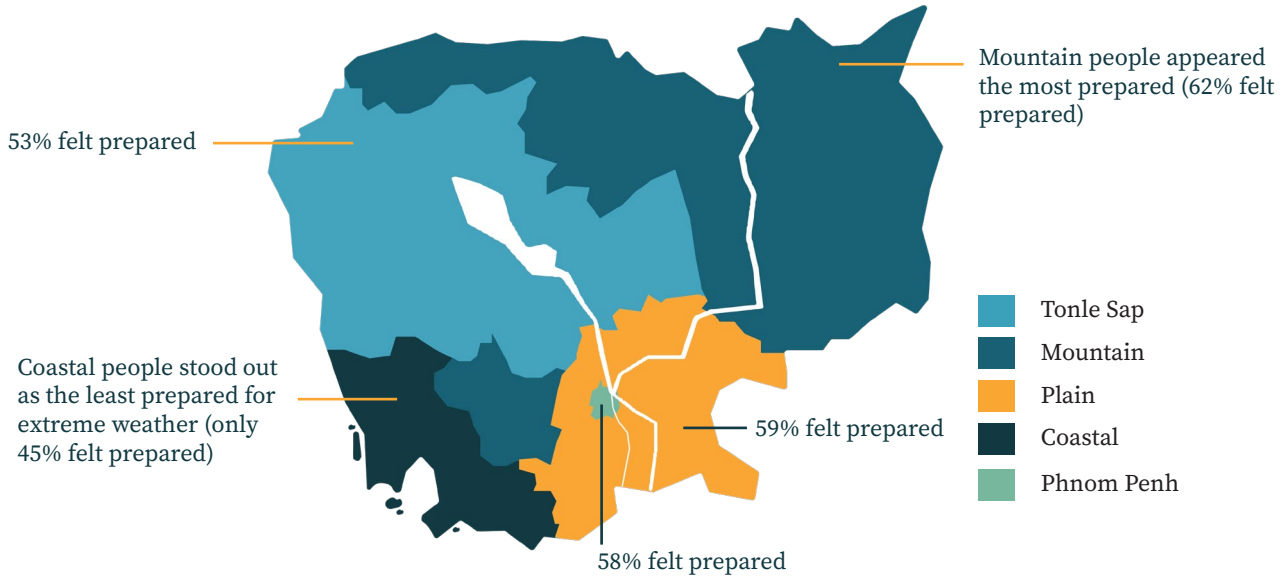 Mountain people appeared
the most prepared (62% felt
prepared)
53% felt prepared
Tonle Sap
Mountain
Plain
Coastal
Phnom Penh
Coastal people stood out
as the least prepared for
extreme weather (only
45% felt prepared)
59% felt prepared
58% felt prepared